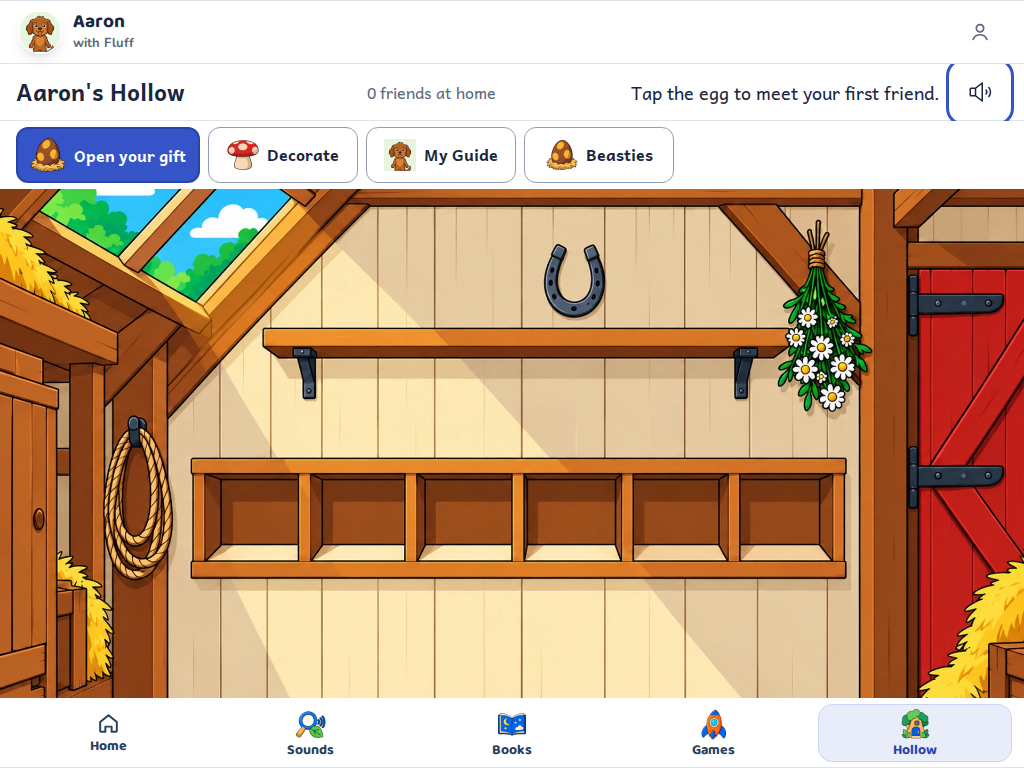 Aaron
with Fluff
Aaron's Hollow
0 friends at home
Tap the egg to meet your first friend.
Open your gift
Decorate
My Guide
Beasties
Home
Sounds
Books
Games
Hollow